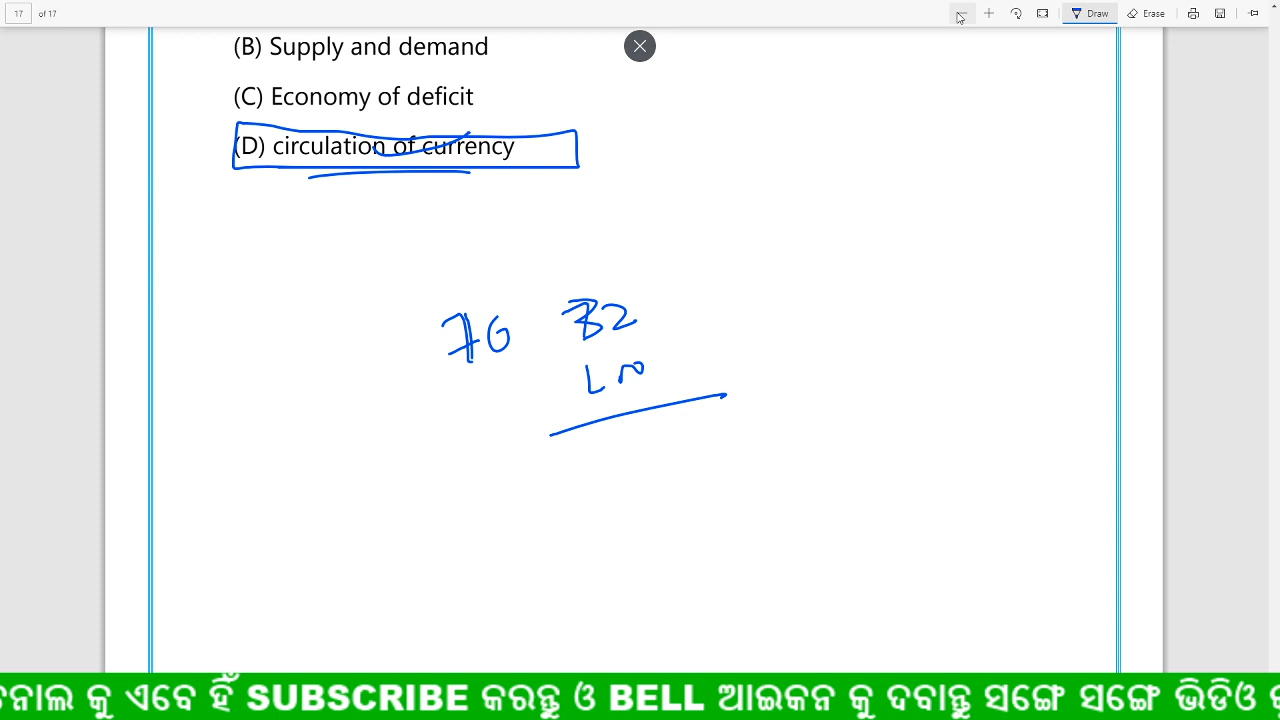 17 of 17 Draw Erase
(B) Supply and demand
(C) Economy of deficit
(D) circulation of currency
76 82
ନାଲ କୁ ଏବେ ହିଁ SUBSCRIBE କରନ୍ତୁ ଓ BELL ଆଇକନ କୁ ଦବାନ୍ତୁ ସଙ୍ଗେ ସଙ୍ଗେ ଭିଡିଓ